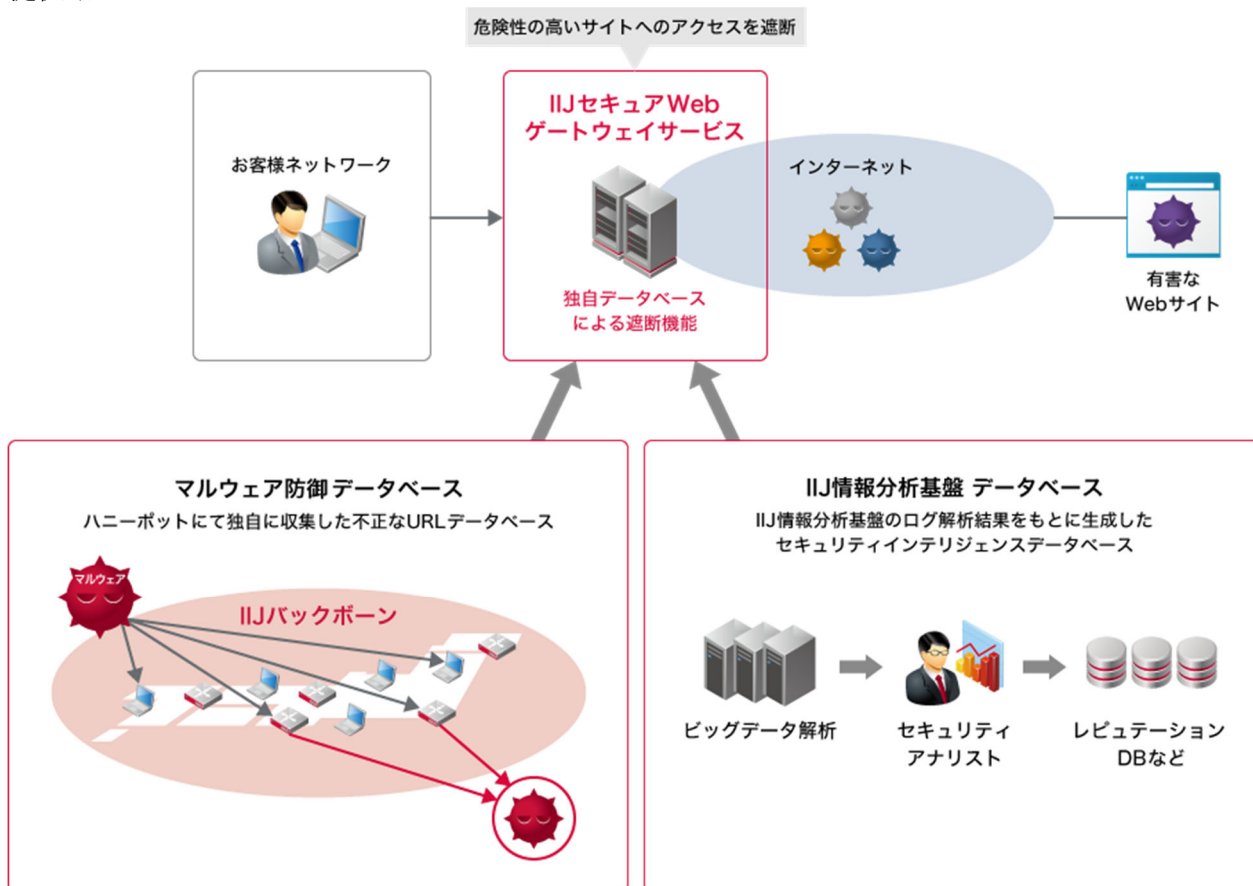 危険性の高いサイトへのアクセスを遮断
お客様ネットワーク
IIJセキュアWeb
ゲートウェイサービス
独自データベース
による遮断機能
インターネット
有害な
Webサイト
マルウェア防御データベース
ハニーポットにて独自に収集した不正なURLデータベース
マルウェア
IIJバックボーン
IIJ情報分析基盤 データベース
IIJ情報分析基盤のログ解析結果をもとに生成した
セキュリティインテリジェンスデータベース
ビッグデータ解析
セキュリティ
アナリスト
レピュテーション
DBなど